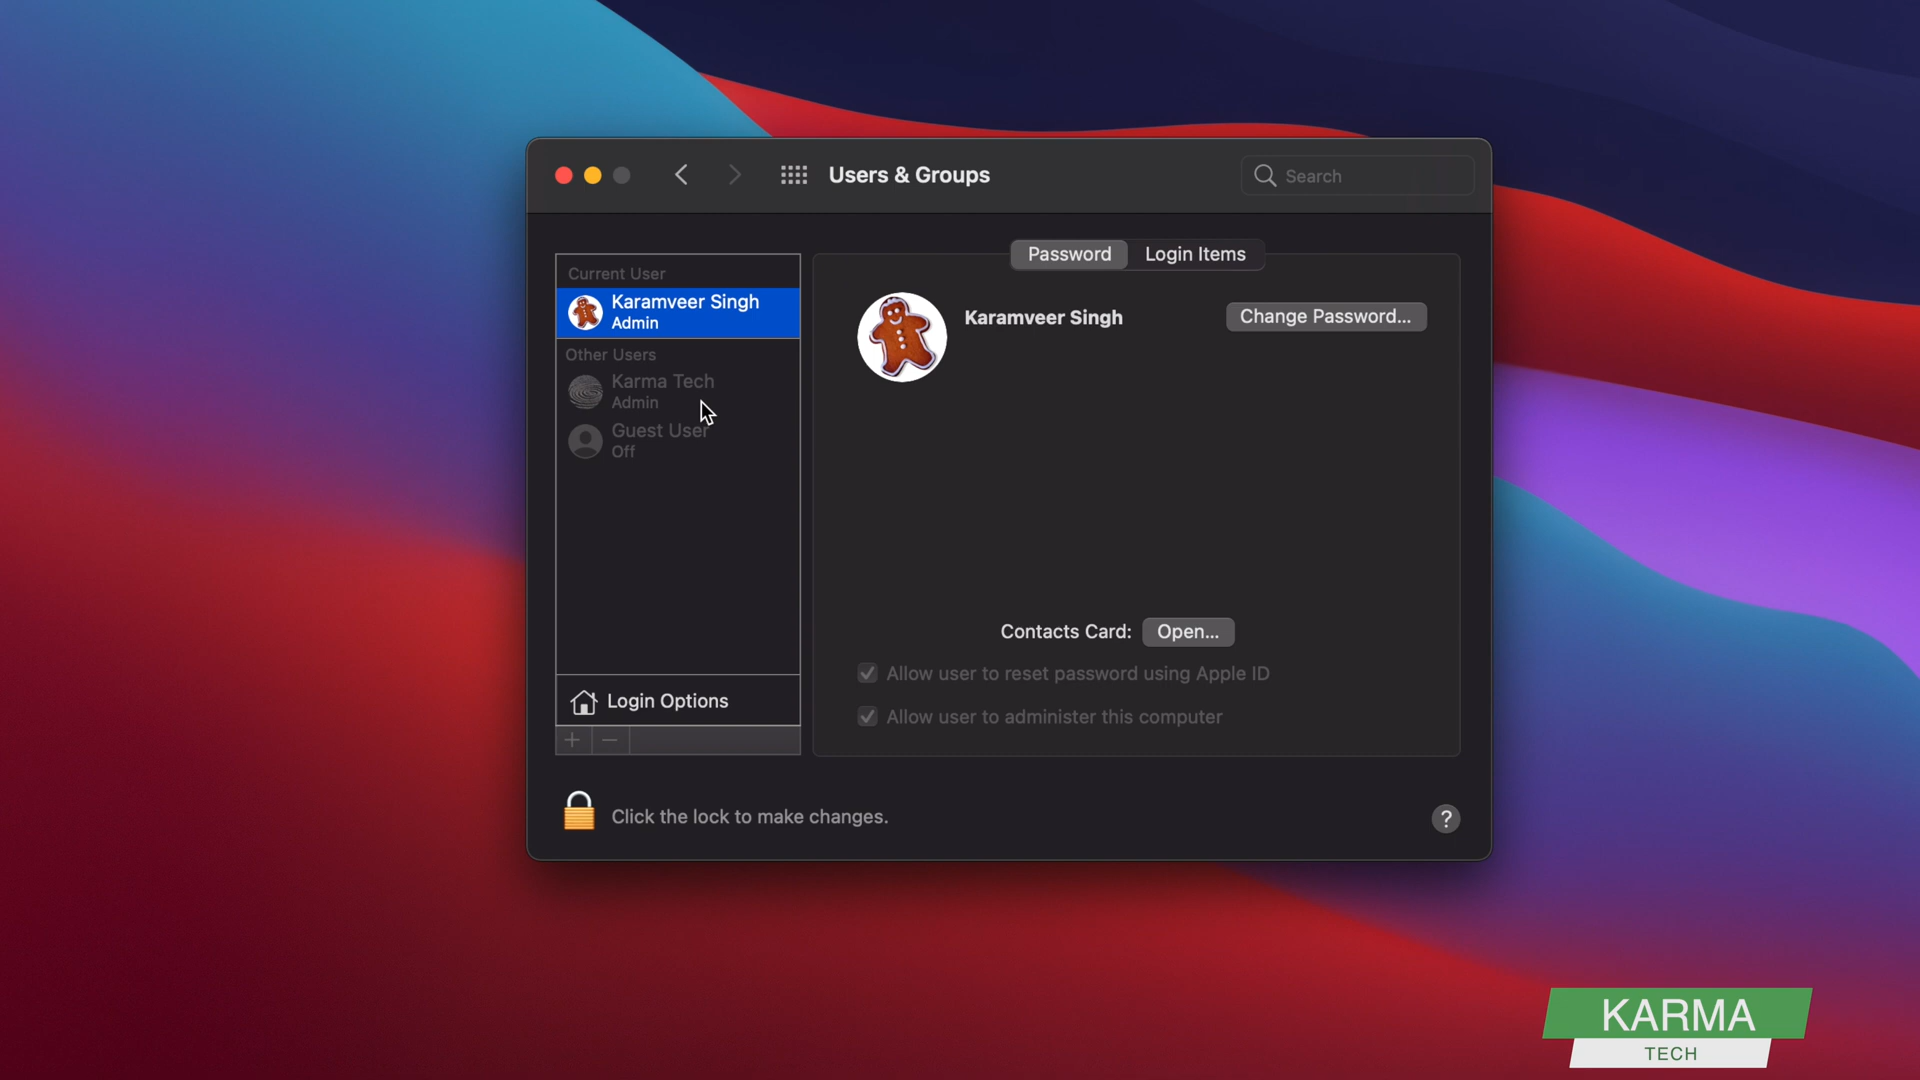 Users & Groups
Search
Password
Login Items
Current User
Karamveer Singh
Admin
Other Users
Karma Tech
Admin
Guest User
Off
Login Options
Karamveer Singh
Change Password...
Contacts Card:
Open...
Allow user to reset password using Apple ID
Allow user to administer this computer
Click the lock to make changes.
?
KARMA
TECH